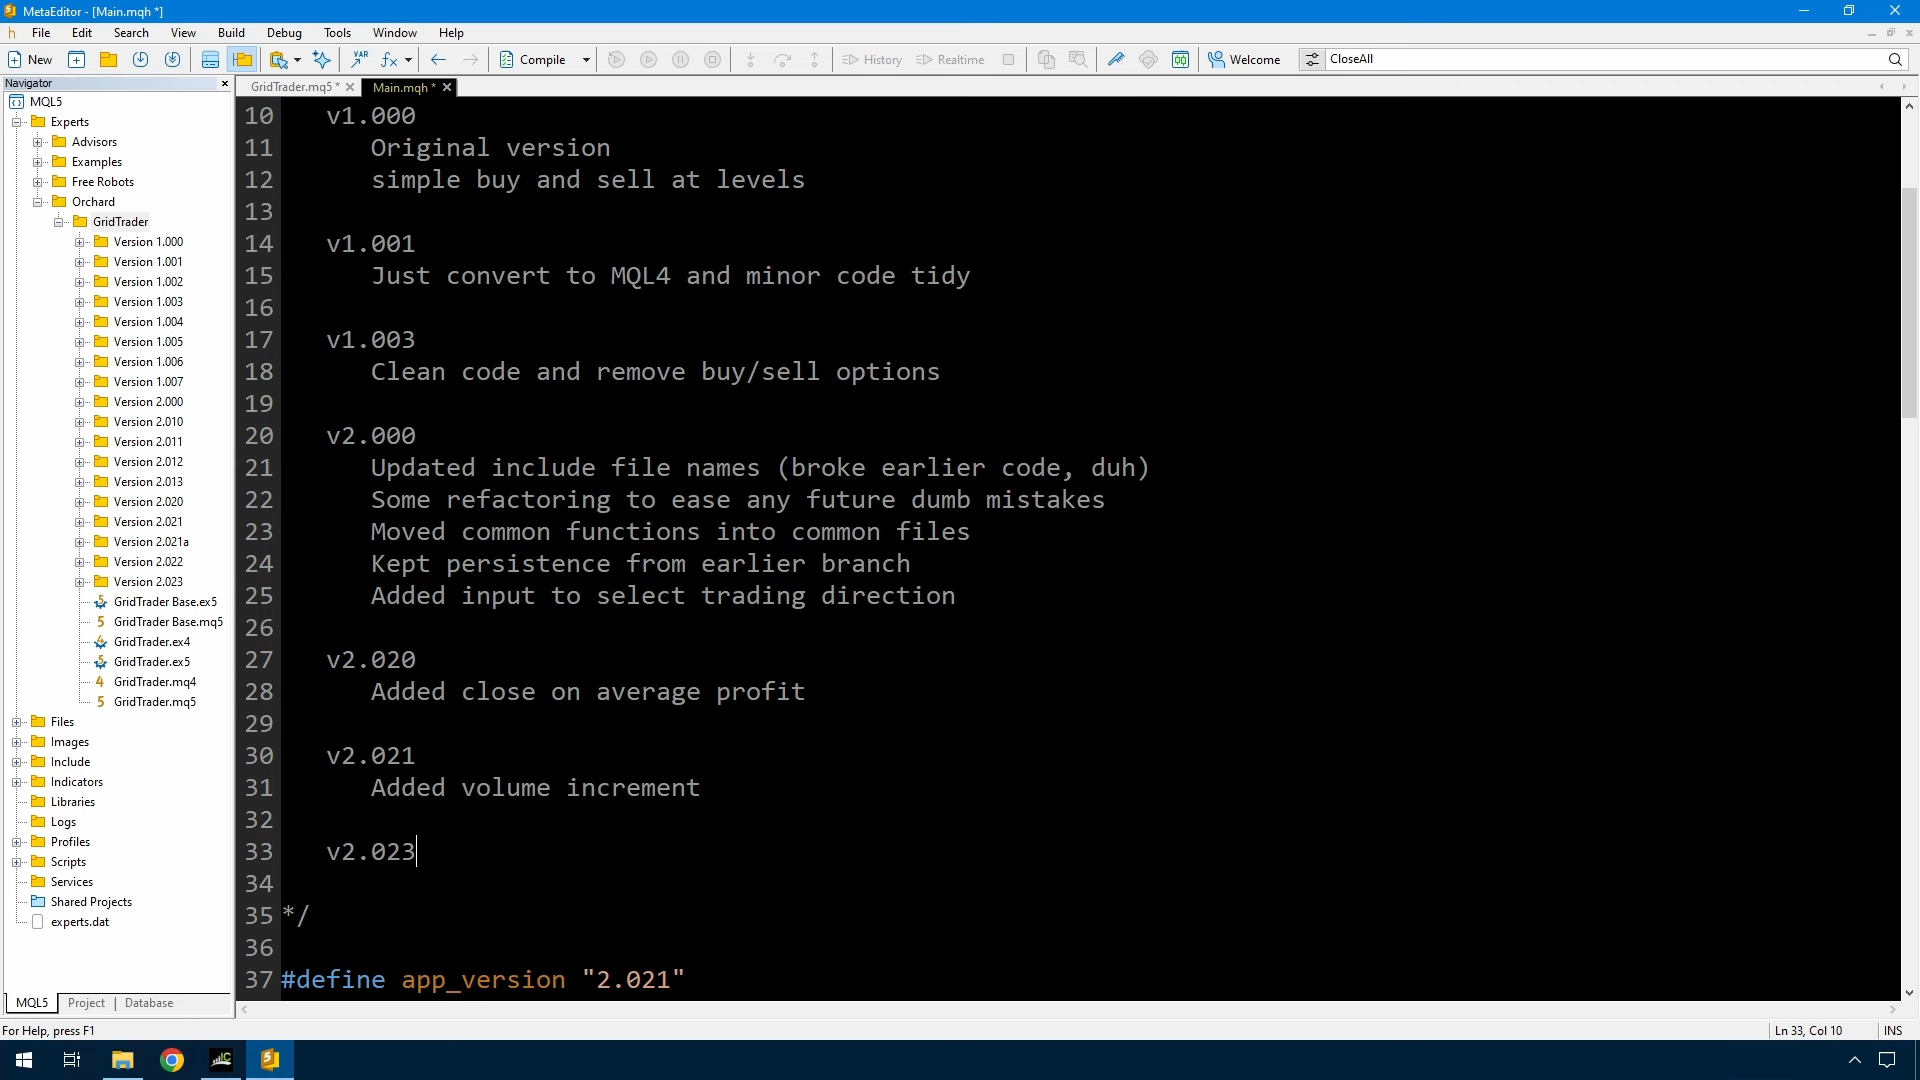 MetaEditor - [Main.mqh *]
File Edit Search View Build Debug Tools Window Help
New VAR Compile History Realtime Welcome CloseAll
Navigator
GridTrader.mq5 * Main.mqh *
MQL5
Experts
Advisors
Examples
Free Robots
Orchard
GridTrader
Version 1.000
Version 1.001
Version 1.002
Version 1.003
Version 1.004
Version 1.005
Version 1.006
Version 1.007
Version 2.000
Version 2.010
Version 2.011
Version 2.012
Version 2.013
Version 2.020
Version 2.021
Version 2.021a
Version 2.022
Version 2.023
GridTrader Base.ex5
GridTrader Base.mq5
GridTrader.ex4
GridTrader.ex5
GridTrader.mq4
GridTrader.mq5
Files
Images
Include
Indicators
Libraries
Logs
Profiles
Scripts
Services
Shared Projects
experts.dat
MQL5 Project Database
10 v1.000
11 Original version
12 simple buy and sell at levels
13
14 v1.001
15 Just convert to MQL4 and minor code tidy
16
17 v1.003
18 Clean code and remove buy/sell options
19
20 v2.000
21 Updated include file names (broke earlier code, duh)
22 Some refactoring to ease any future dumb mistakes
23 Moved common functions into common files
24 Kept persistence from earlier branch
25 Added input to select trading direction
26
27 v2.020
28 Added close on average profit
29
30 v2.021
31 Added volume increment
32
33 v2.023
34
35 */
36
37 #define app_version "2.021"
For Help, press F1 Ln 33, Col 10 INS